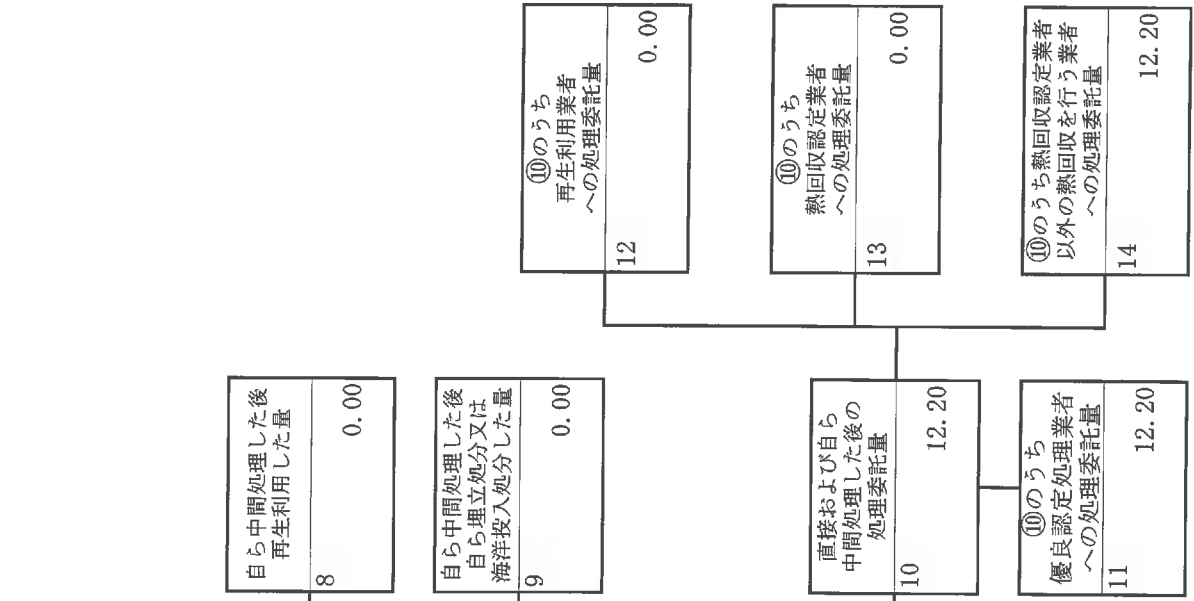 自ら中間処理した後
再生利用した量
8
0.00
自ら中間処理した後
自ら埋立処分又は
海洋投入処分した量
9
0.00
直接および自ら
中間処理した後の
処理委託量
10
12.20
⑩のうち
優良認定処理業者
への処理委託量
11
12.20
⑩のうち
再生利用業者
への処理委託量
12
0.00
⑩のうち
熱回収認定業者
への処理委託量
13
0.00
⑩のうち熱回収認定業者
以外の熱回収を行う業者
への処理委託量
14
12.20